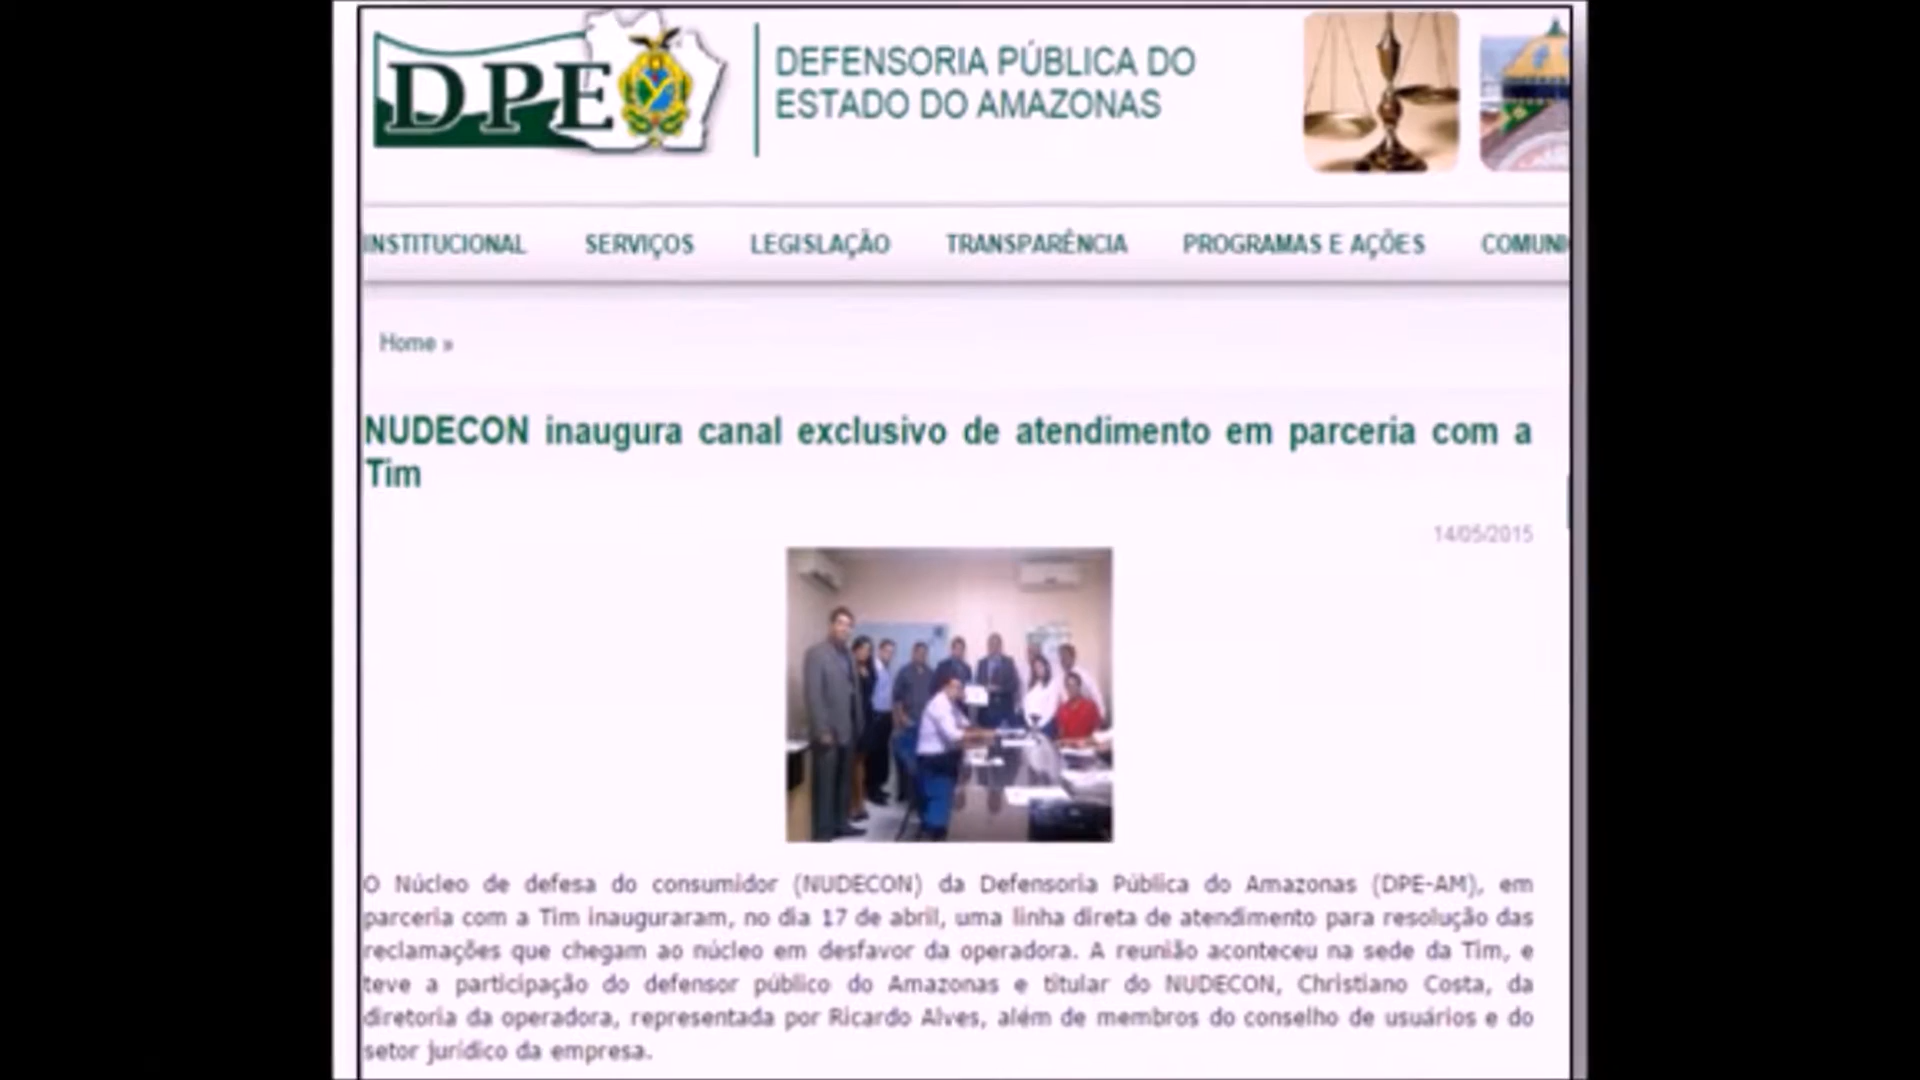 DPE
DEFENSORIA PÚBLICA DO
ESTADO DO AMAZONAS
INSTITUCIONAL SERVIÇOS LEGISLAÇÃO TRANSPARÊNCIA PROGRAMAS E AÇÕES COMUNI
Home »
NUDECON inaugura canal exclusivo de atendimento em parceria com a
Tim
14/05/2015
O Núcleo de defesa do consumidor (NUDECON) da Defensoria Pública do Amazonas (DPE-AM), em
parceria com a Tim inauguraram, no dia 17 de abril, uma linha direta de atendimento para resolução das
reclamações que chegam ao núcleo em desfavor da operadora. A reunião aconteceu na sede da Tim, e
teve a participação do defensor público do Amazonas e titular do NUDECON, Christiano Costa, da
diretoria da operadora, representada por Ricardo Alves, além de membros do conselho de usuários e do
setor jurídico da empresa.